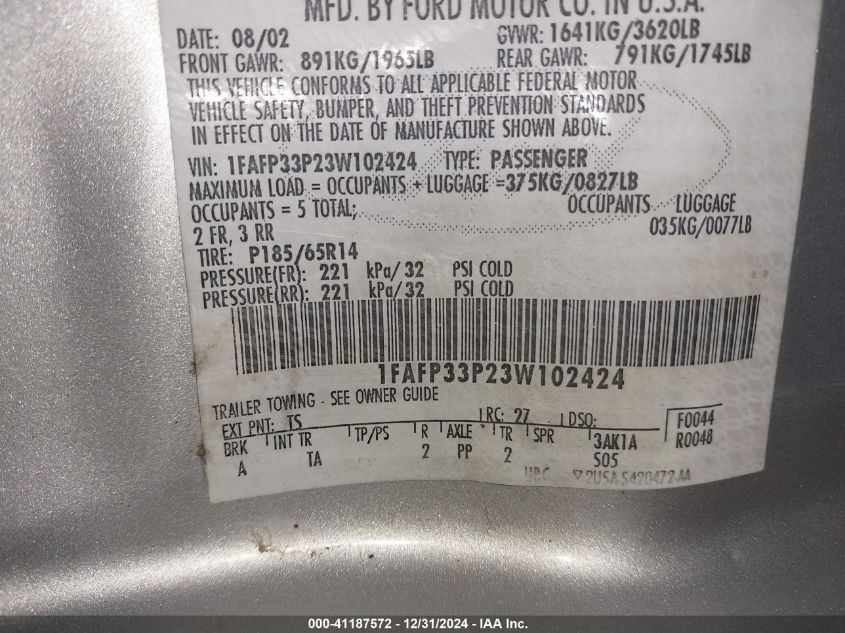 MFD. BY FORD MOTOR CO. IN U.S.A.
DATE: 08/02 GVWR: 1641KG/3620LB
FRONT GAWR: 891KG/1965LB REAR GAWR: 791KG/1745LB
THIS VEHICLE CONFORMS TO ALL APPLICABLE FEDERAL MOTOR
VEHICLE SAFETY, BUMPER, AND THEFT PREVENTION STANDARDS
IN EFFECT ON THE DATE OF MANUFACTURE SHOWN ABOVE.
VIN: 1FAFP33P23W102424 TYPE: PASSENGER
MAXIMUM LOAD = OCCUPANTS + LUGGAGE =375KG/0827LB
OCCUPANTS = 5 TOTAL; OCCUPANTS LUGGAGE
2 FR, 3 RR 035KG/0077LB
TIRE: P185/65R14
PRESSURE(FR): 221 kPa/ 32 PSI COLD
PRESSURE(RR): 221 kPa/ 32 PSI COLD
1FAFP33P23W102424
TRAILER TOWING - SEE OWNER GUIDE
EXT PNT: TS RC: 27 DSO: F0044
BRK INT TR TP/PS R AXLE TR SPR 3AK1A R0048
A TA 2 PP 2 S05
2U5A-5420472-AA
000-41187572 - 12/31/2024 - IAA Inc.